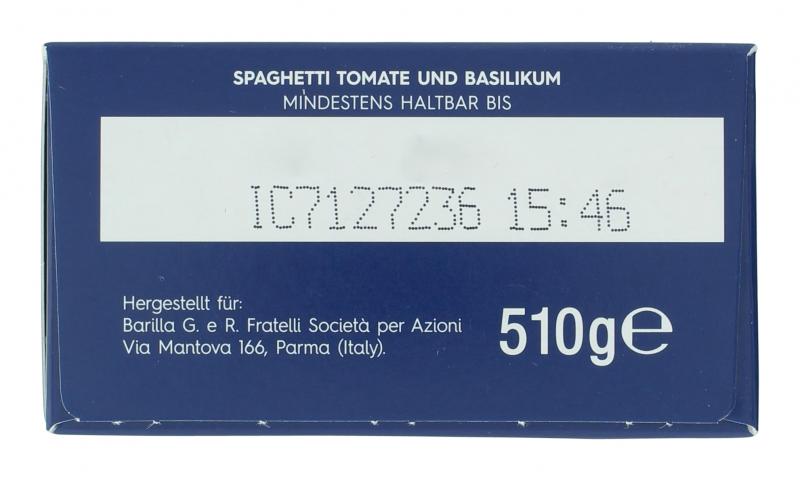 SPAGHETTI TOMATE UND BASILIKUM
MINDESTENS HALTBAR BIS
IC7127236 15:46
Hergestellt für:
Barilla G. e R. Fratelli Società per Azioni
Via Mantova 166, Parma (Italy).
510g℮